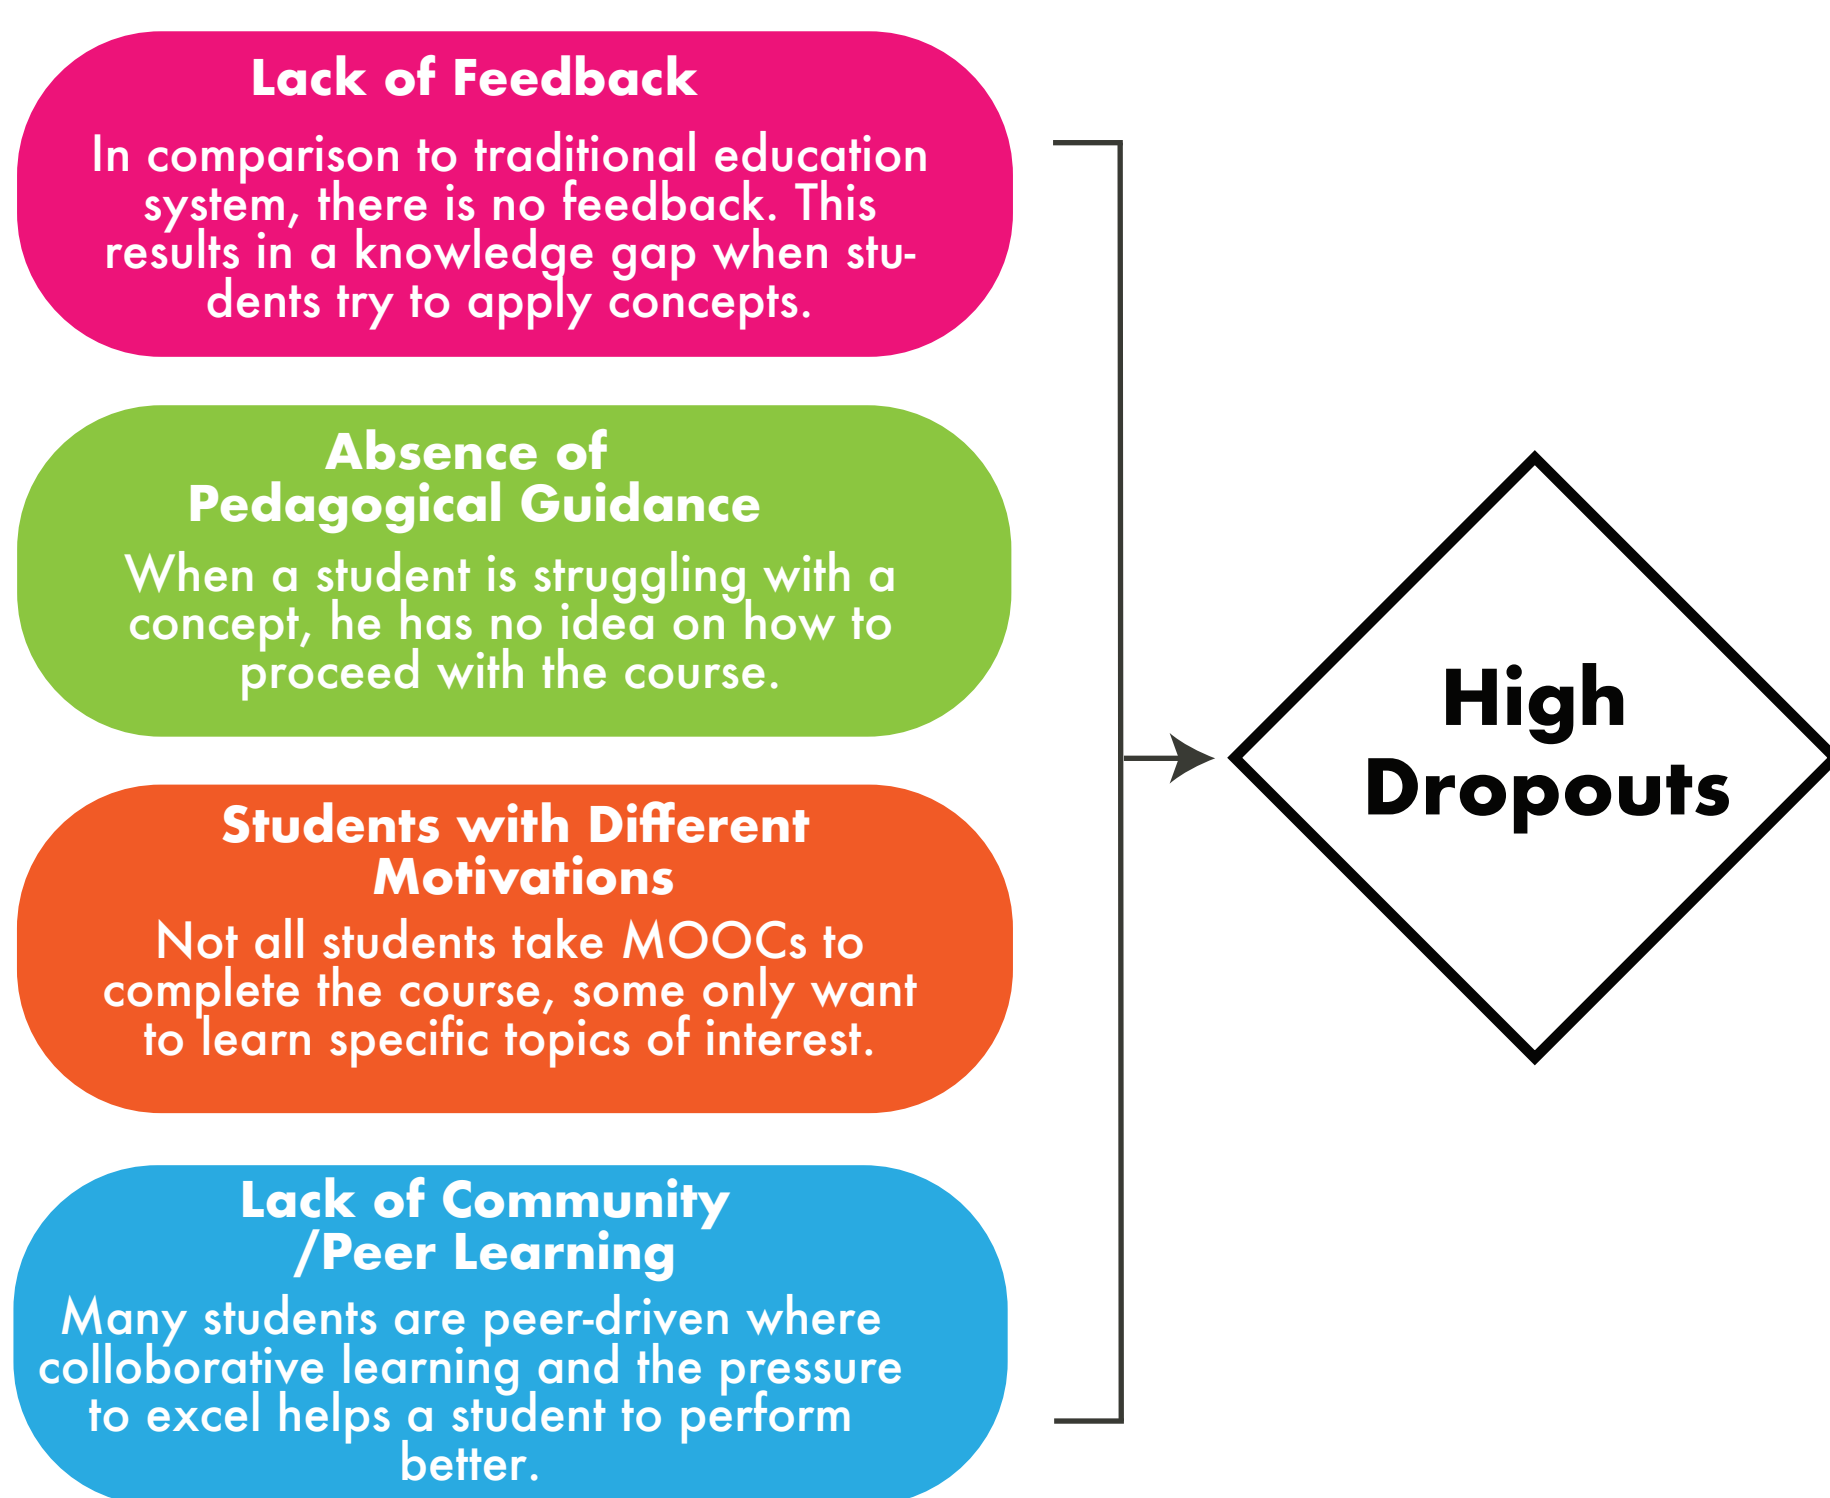 Lack of Feedback
In comparison to traditional education
system, there is no feedback. This
results in a knowledge gap when stu-
dents try to apply concepts.
Absence of
Pedagogical Guidance
When a student is struggling with a
concept, he has no idea on how to
proceed with the course.
Students with Different
Motivations
Not all students take MOOCs to
complete the course, some only want
to learn specific topics of interest.
Lack of Community
/Peer Learning
Many students are peer-driven where
colloborative learning and the pressure
to excel helps a student to perform
better.
High
Dropouts